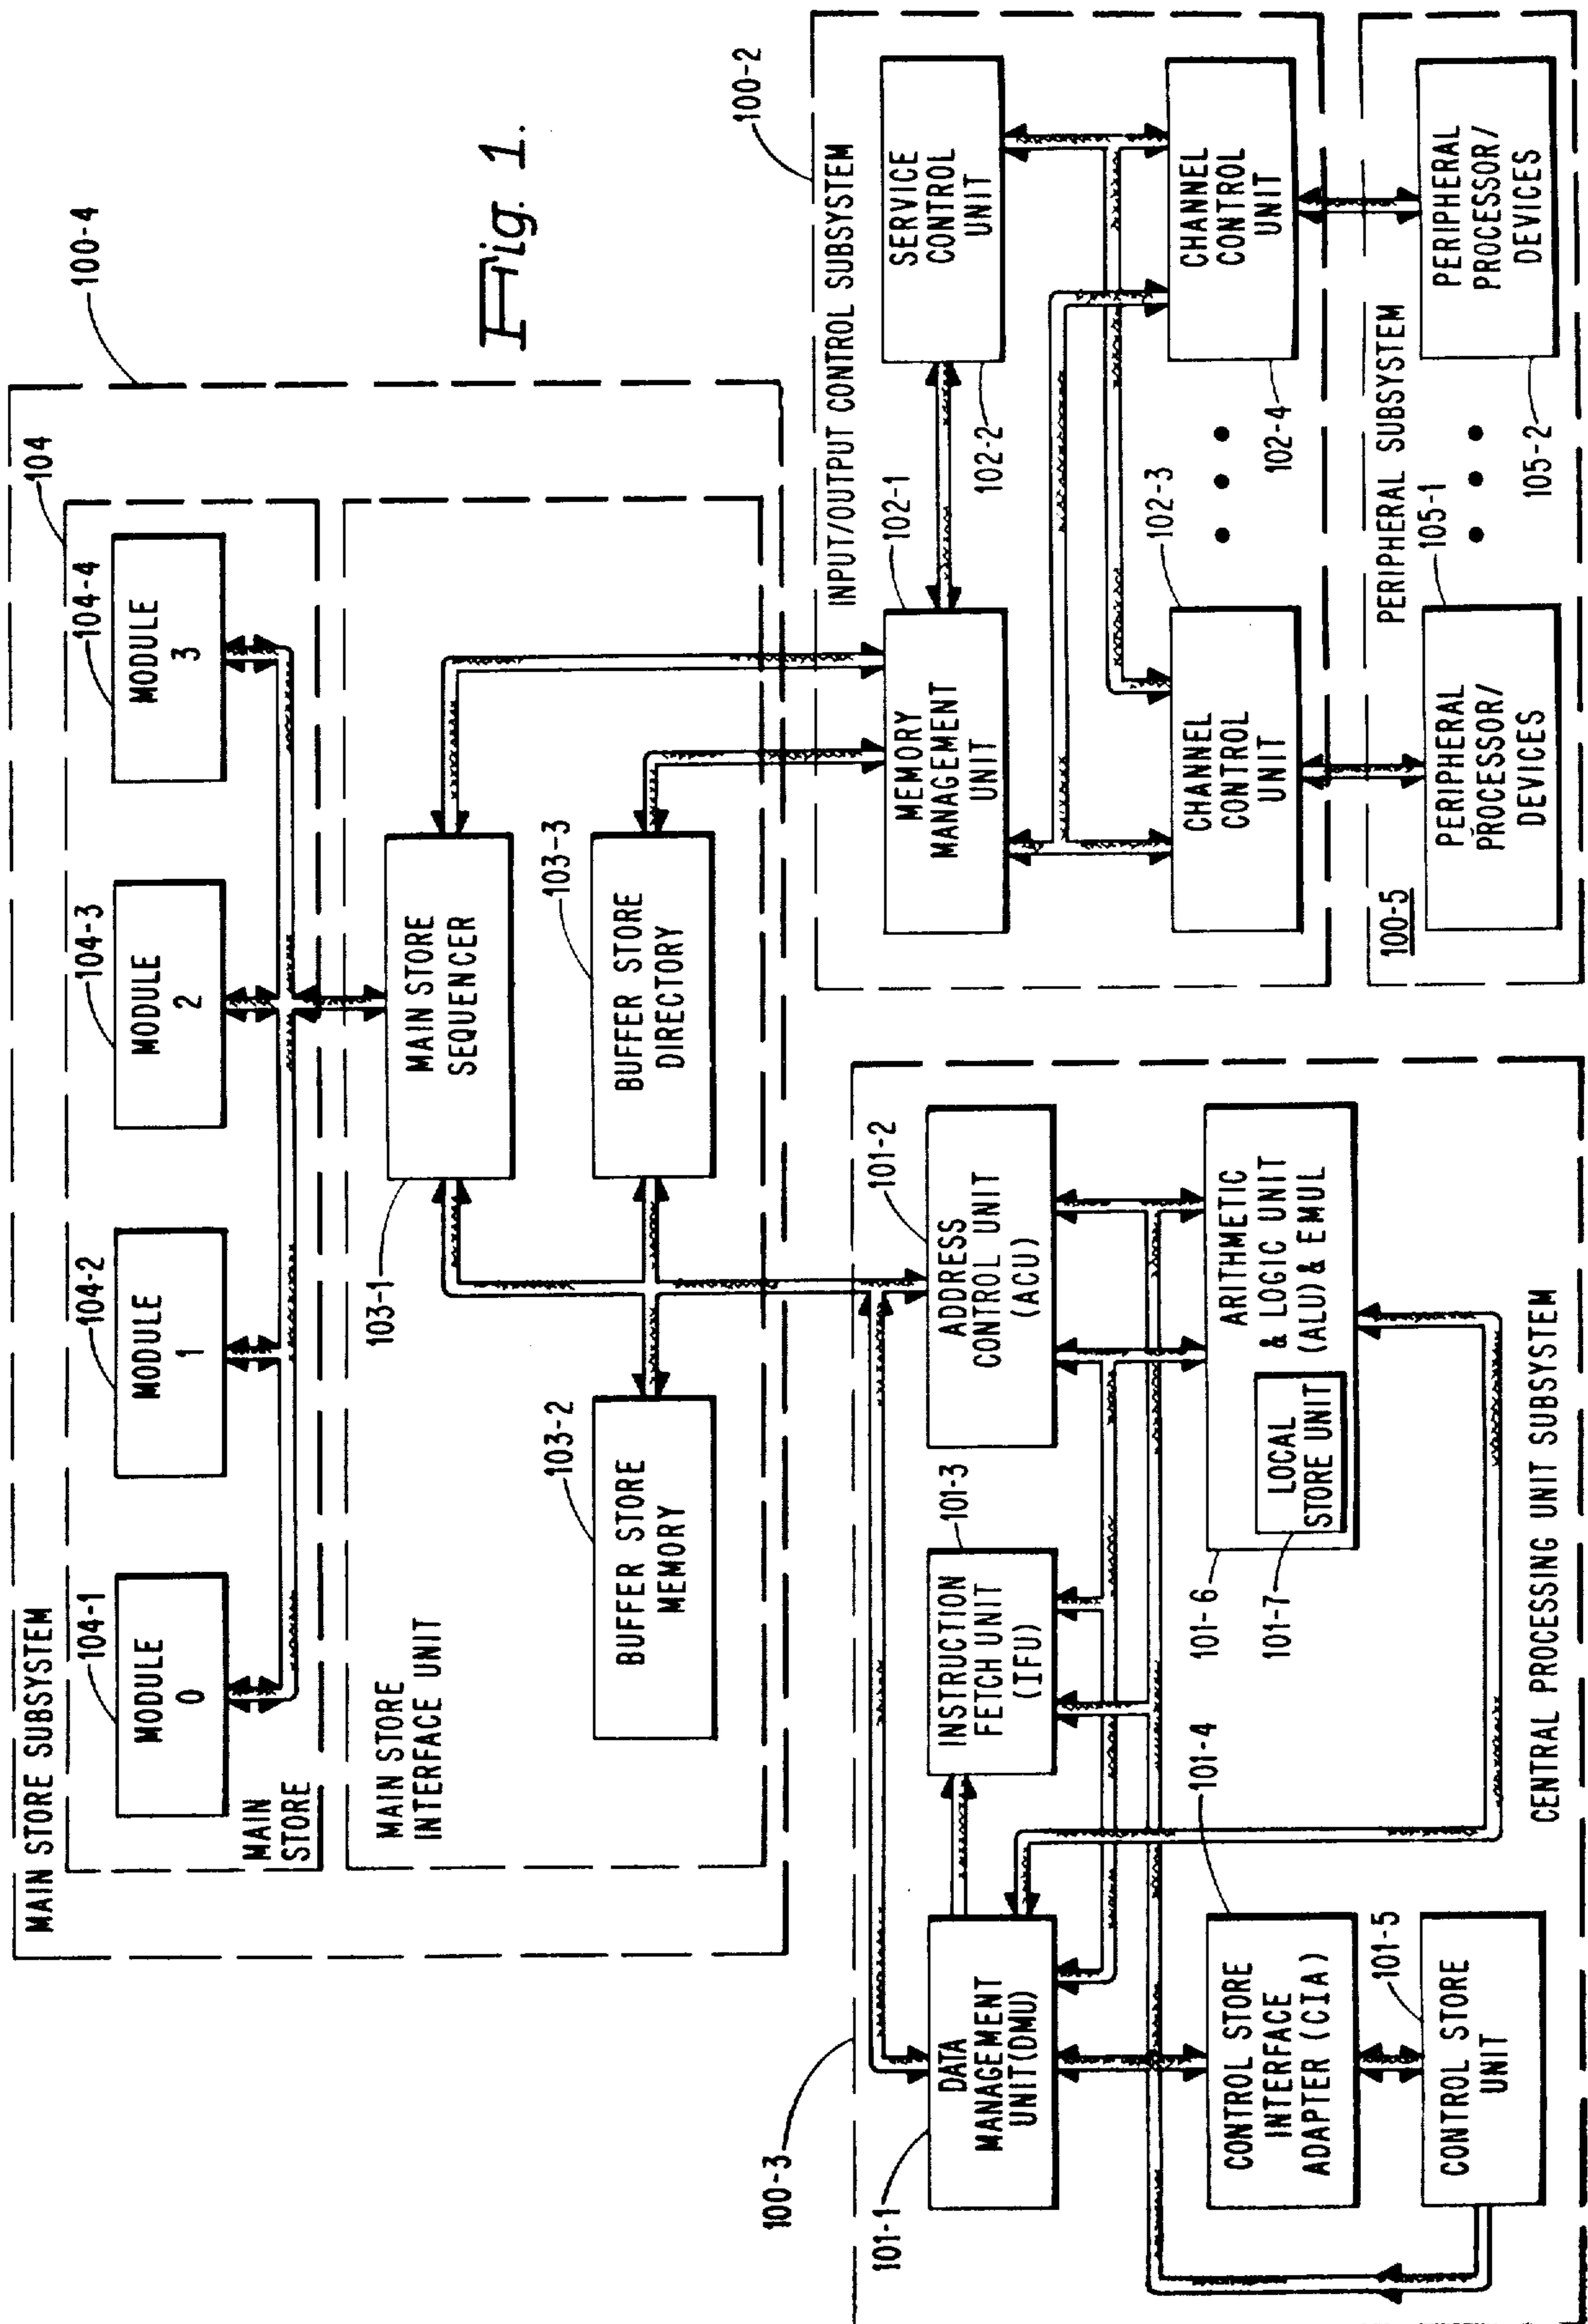 MAIN STORE SUBSYSTEM
100-4
104
104-1
MODULE
0
104-2
MODULE
1
104-3
MODULE
2
104-4
MODULE
3
MAIN
STORE
MAIN STORE
INTERFACE UNIT
103-1
MAIN STORE
SEQUENCER
103-2
BUFFER STORE
MEMORY
103-3
BUFFER STORE
DIRECTORY
Fig. 1.
100-3
101-1
DATA
MANAGEMENT
UNIT(DMU)
101-3
INSTRUCTION
FETCH UNIT
(IFU)
101-2
ADDRESS
CONTROL UNIT
(ACU)
101-4
CONTROL STORE
INTERFACE
ADAPTER (CIA)
101-5
CONTROL STORE
UNIT
101-6
101-7
ARITHMETIC
& LOGIC UNIT
(ALU)& EMUL
LOCAL
STORE UNIT
CENTRAL PROCESSING UNIT SUBSYSTEM
100-2
INPUT/OUTPUT CONTROL SUBSYSTEM
102-1
MEMORY
MANAGEMENT
UNIT
102-2
SERVICE
CONTROL
UNIT
102-3
CHANNEL
CONTROL
UNIT
102-4
CHANNEL
CONTROL
UNIT
100-5
PERIPHERAL SUBSYSTEM
105-1
PERIPHERAL
PROCESSOR/
DEVICES
105-2
PERIPHERAL
PROCESSOR/
DEVICES